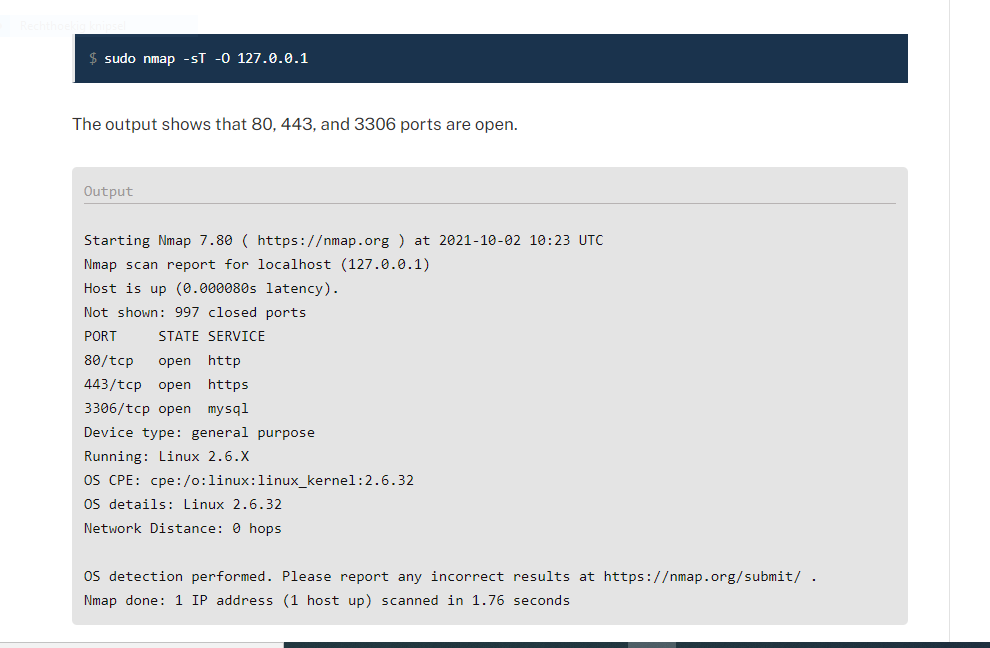 Rechthoekig knipsel
$ sudo nmap -sT -O 127.0.0.1
The output shows that 80, 443, and 3306 ports are open.
Output
Starting Nmap 7.80 ( https://nmap.org ) at 2021-10-02 10:23 UTC
Nmap scan report for localhost (127.0.0.1)
Host is up (0.000080s latency).
Not shown: 997 closed ports
PORT     STATE SERVICE
80/tcp   open  http
443/tcp  open  https
3306/tcp open  mysql
Device type: general purpose
Running: Linux 2.6.X
OS CPE: cpe:/o:linux:linux_kernel:2.6.32
OS details: Linux 2.6.32
Network Distance: 0 hops
OS detection performed. Please report any incorrect results at https://nmap.org/submit/ .
Nmap done: 1 IP address (1 host up) scanned in 1.76 seconds